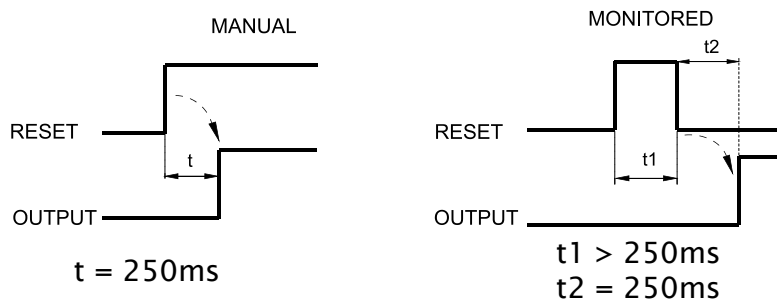 MANUAL
RESET
t
OUTPUT
t = 250ms
MONITORED
t2
RESET
t1
OUTPUT
t1 > 250ms
t2 = 250ms